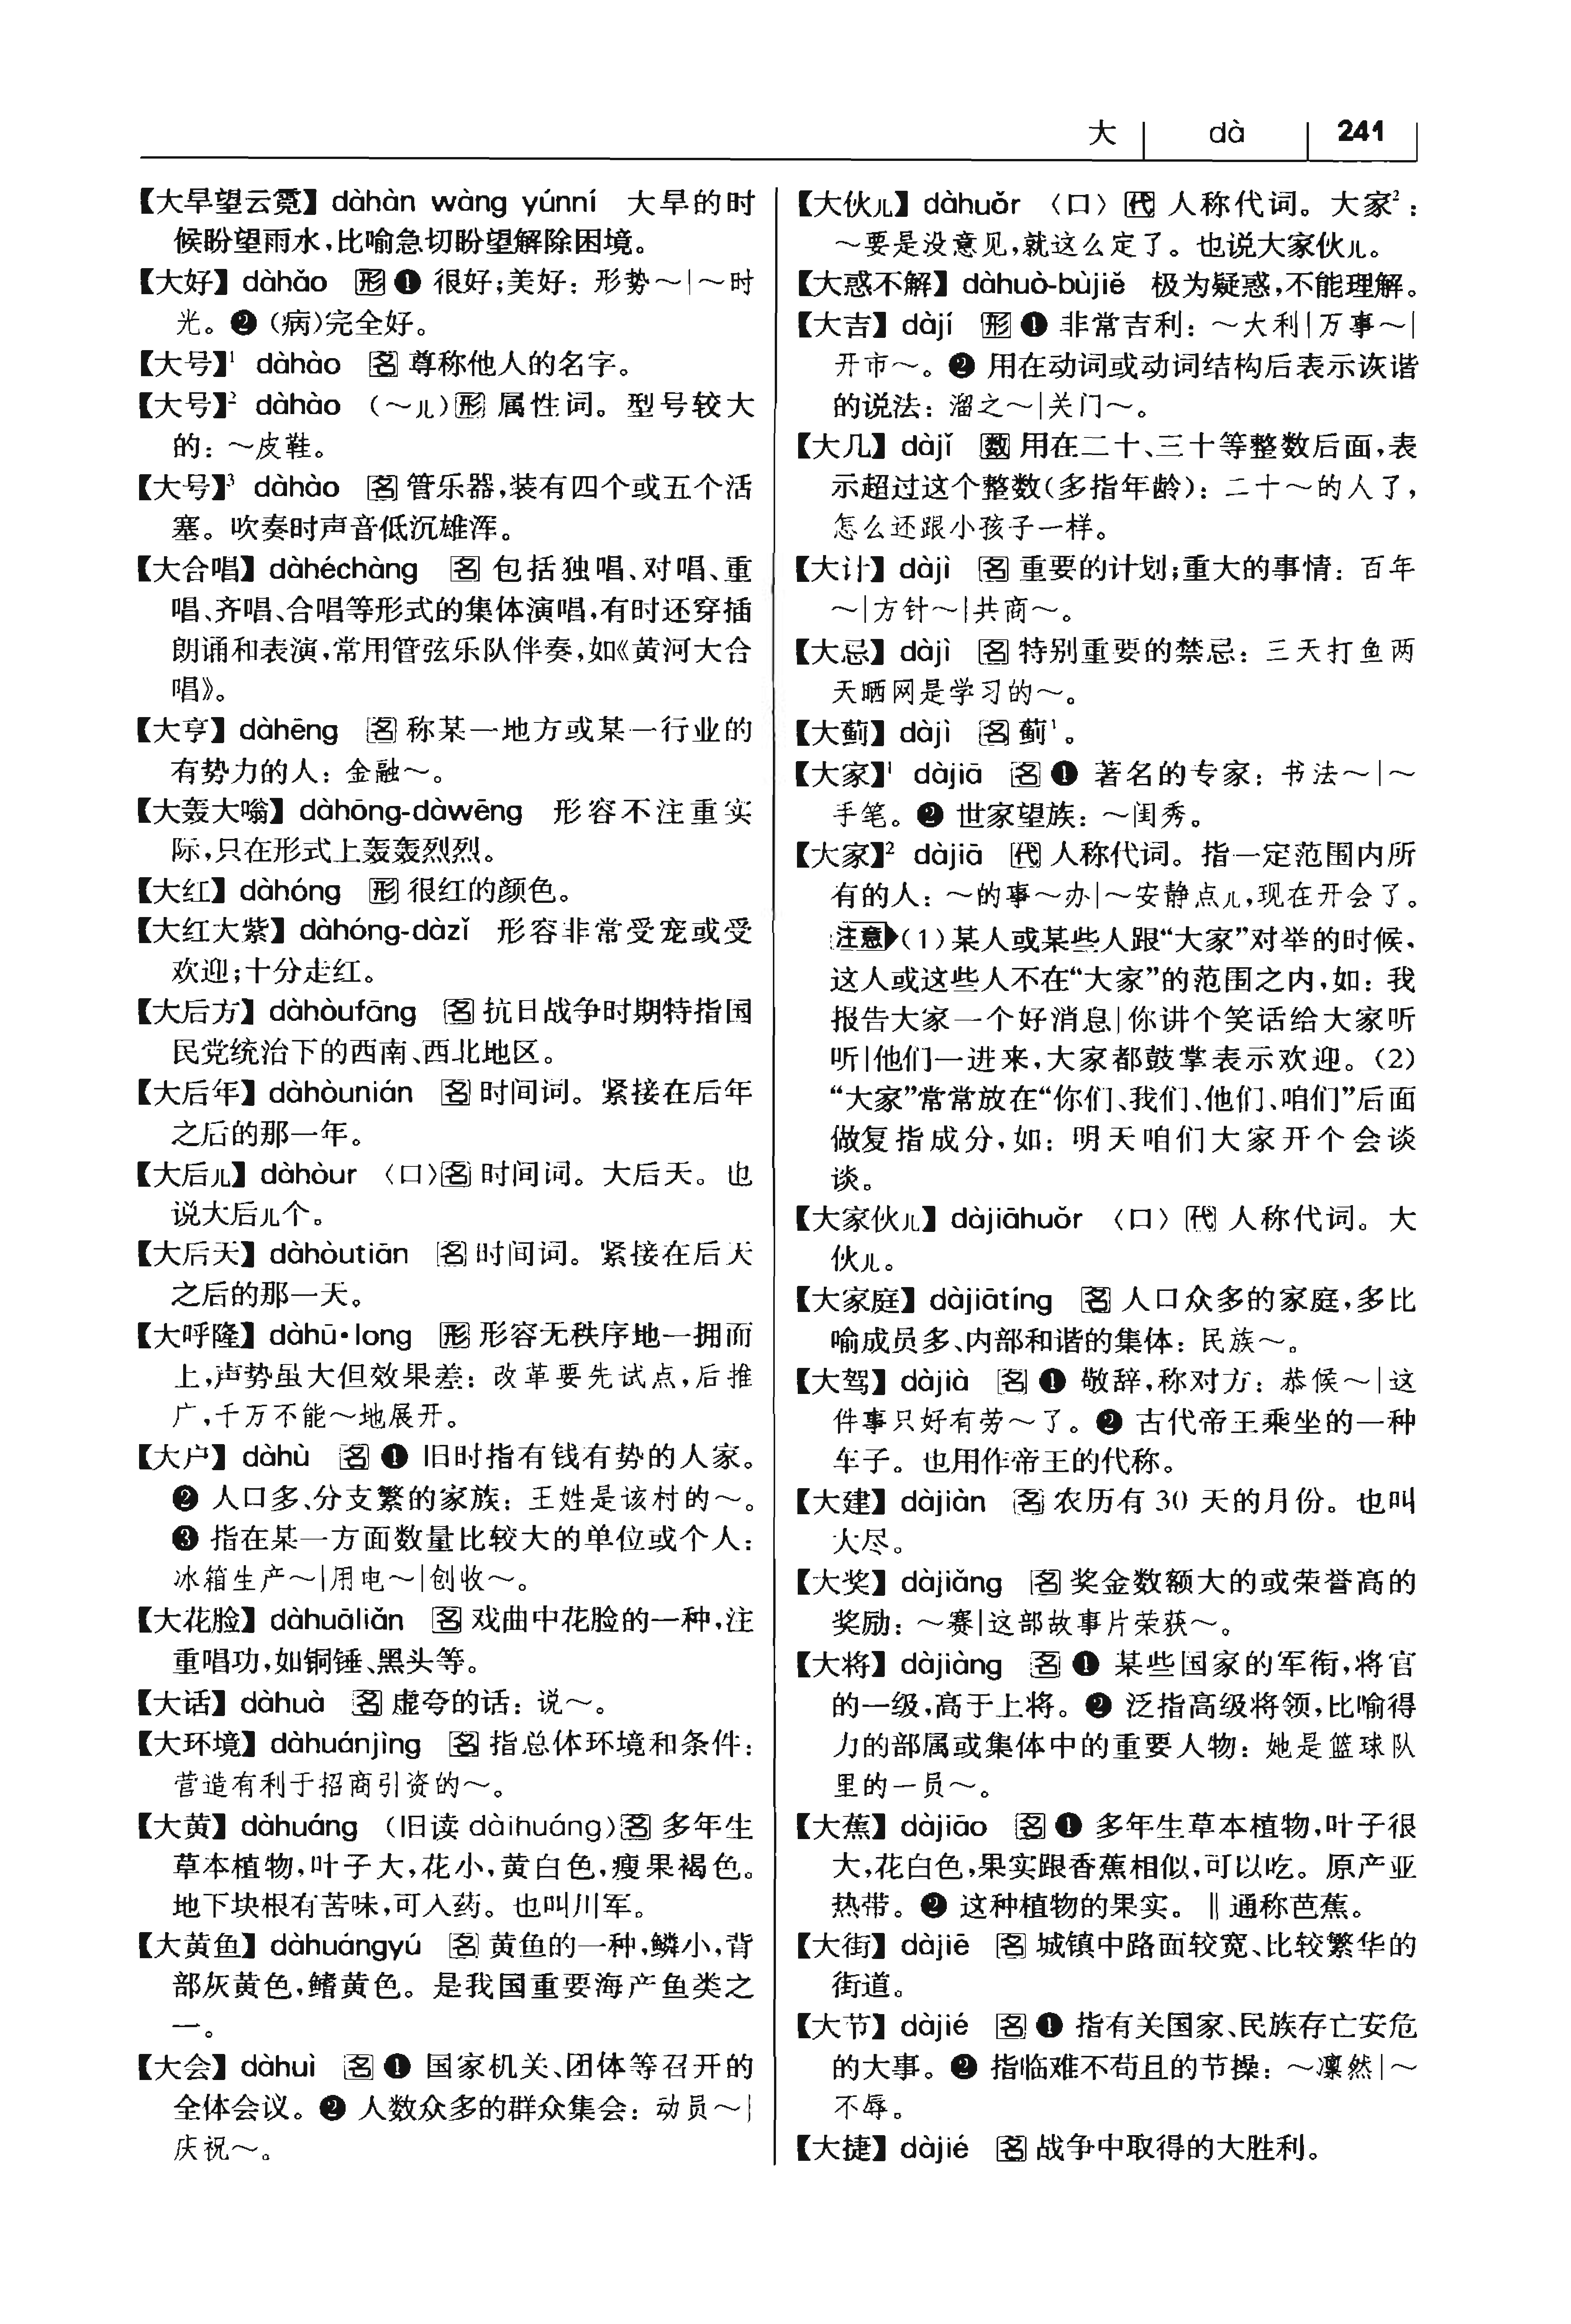 大 dà 241
【大旱望云霓】dàhàn wàng yúnní 大旱的时
候盼望雨水,比喻急切盼望解除困境。
【大好】dàhǎo 形 ❶ 很好;美好：形势～|～时
光。❷ (病)完全好。
【大号】¹ dàhào 名 尊称他人的名字。
【大号】² dàhào (～儿)形 属性词。型号较大
的：～皮鞋。
【大号】³ dàhào 名 管乐器,装有四个或五个活
塞。吹奏时声音低沉雄浑。
【大合唱】dàhéchàng 名 包括独唱、对唱、重
唱、齐唱、合唱等形式的集体演唱,有时还穿插
朗诵和表演,常用管弦乐队伴奏,如《黄河大合
唱》。
【大亨】dàhēng 名 称某一地方或某一行业的
有势力的人：金融～。
【大轰大嗡】dàhōng-dàwēng 形容不注重实
际,只在形式上轰轰烈烈。
【大红】dàhóng 形 很红的颜色。
【大红大紫】dàhóng-dàzǐ 形容非常受宠或受
欢迎;十分走红。
【大后方】dàhòufāng 名 抗日战争时期特指国
民党统治下的西南、西北地区。
【大后年】dàhòunián 名 时间词。紧接在后年
之后的那一年。
【大后儿】dàhòur 〈口〉名 时间词。大后天。也
说大后儿个。
【大后天】dàhòutiān 名 时间词。紧接在后天
之后的那一天。
【大呼隆】dàhū•long 形 形容无秩序地一拥而
上,声势虽大但效果差：改革要先试点,后推
广,千万不能～地展开。
【大户】dàhù 名 ❶ 旧时指有钱有势的人家。
❷ 人口多、分支繁的家族：王姓是该村的～。
❸ 指在某一方面数量比较大的单位或个人：
冰箱生产～|用电～|创收～。
【大花脸】dàhuāliǎn 名 戏曲中花脸的一种,注
重唱功,如铜锤、黑头等。
【大话】dàhuà 名 虚夸的话：说～。
【大环境】dàhuánjìng 名 指总体环境和条件：
营造有利于招商引资的～。
【大黄】dàhuáng (旧读 dàihuáng)名 多年生
草本植物,叶子大,花小,黄白色,瘦果褐色。
地下块根有苦味,可入药。也叫川军。
【大黄鱼】dàhuángyú 名 黄鱼的一种,鳞小,背
部灰黄色,鳍黄色。是我国重要海产鱼类之
一。
【大会】dàhuì 名 ❶ 国家机关、团体等召开的
全体会议。❷ 人数众多的群众集会：动员～|
庆祝～。
【大伙儿】dàhuǒr 〈口〉代 人称代词。大家²：
～要是没意见,就这么定了。也说大家伙儿。
【大惑不解】dàhuò-bùjiě 极为疑惑,不能理解。
【大吉】dàjí 形 ❶ 非常吉利：～大利|万事～|
开市～。❷ 用在动词或动词结构后表示诙谐
的说法：溜之～|关门～。
【大几】dàjǐ 数 用在二十、三十等整数后面,表
示超过这个整数(多指年龄)：二十～的人了,
怎么还跟小孩子一样。
【大计】dàjì 名 重要的计划;重大的事情：百年
～|方针～|共商～。
【大忌】dàjì 名 特别重要的禁忌：三天打鱼两
天晒网是学习的～。
【大蓟】dàjì 名 蓟¹。
【大家】¹ dàjiā 名 ❶ 著名的专家：书法～|～
手笔。❷ 世家望族：～闺秀。
【大家】² dàjiā 代 人称代词。指一定范围内所
有的人：～的事～办|～安静点儿,现在开会了。
注意 (1)某人或某些人跟“大家”对举的时候,
这人或这些人不在“大家”的范围之内,如：我
报告大家一个好消息|你讲个笑话给大家听
听|他们一进来,大家都鼓掌表示欢迎。(2)
“大家”常常放在“你们、我们、他们、咱们”后面
做复指成分,如：明天咱们大家开个会谈
谈。
【大家伙儿】dàjiāhuǒr 〈口〉代 人称代词。大
伙儿。
【大家庭】dàjiātíng 名 人口众多的家庭,多比
喻成员多、内部和谐的集体：民族～。
【大驾】dàjià 名 ❶ 敬辞,称对方：恭候～|这
件事只好有劳～了。❷ 古代帝王乘坐的一种
车子。也用作帝王的代称。
【大建】dàjiàn 名 农历有 30 天的月份。也叫
大尽。
【大奖】dàjiǎng 名 奖金数额大的或荣誉高的
奖励：～赛|这部故事片荣获～。
【大将】dàjiàng 名 ❶ 某些国家的军衔,将官
的一级,高于上将。❷ 泛指高级将领,比喻得
力的部属或集体中的重要人物：她是篮球队
里的一员～。
【大蕉】dàjiāo 名 ❶ 多年生草本植物,叶子很
大,花白色,果实跟香蕉相似,可以吃。原产亚
热带。❷ 这种植物的果实。‖通称芭蕉。
【大街】dàjiē 名 城镇中路面较宽、比较繁华的
街道。
【大节】dàjié 名 ❶ 指有关国家、民族存亡安危
的大事。❷ 指临难不苟且的节操：～凛然|～
不辱。
【大捷】dàjié 名 战争中取得的大胜利。